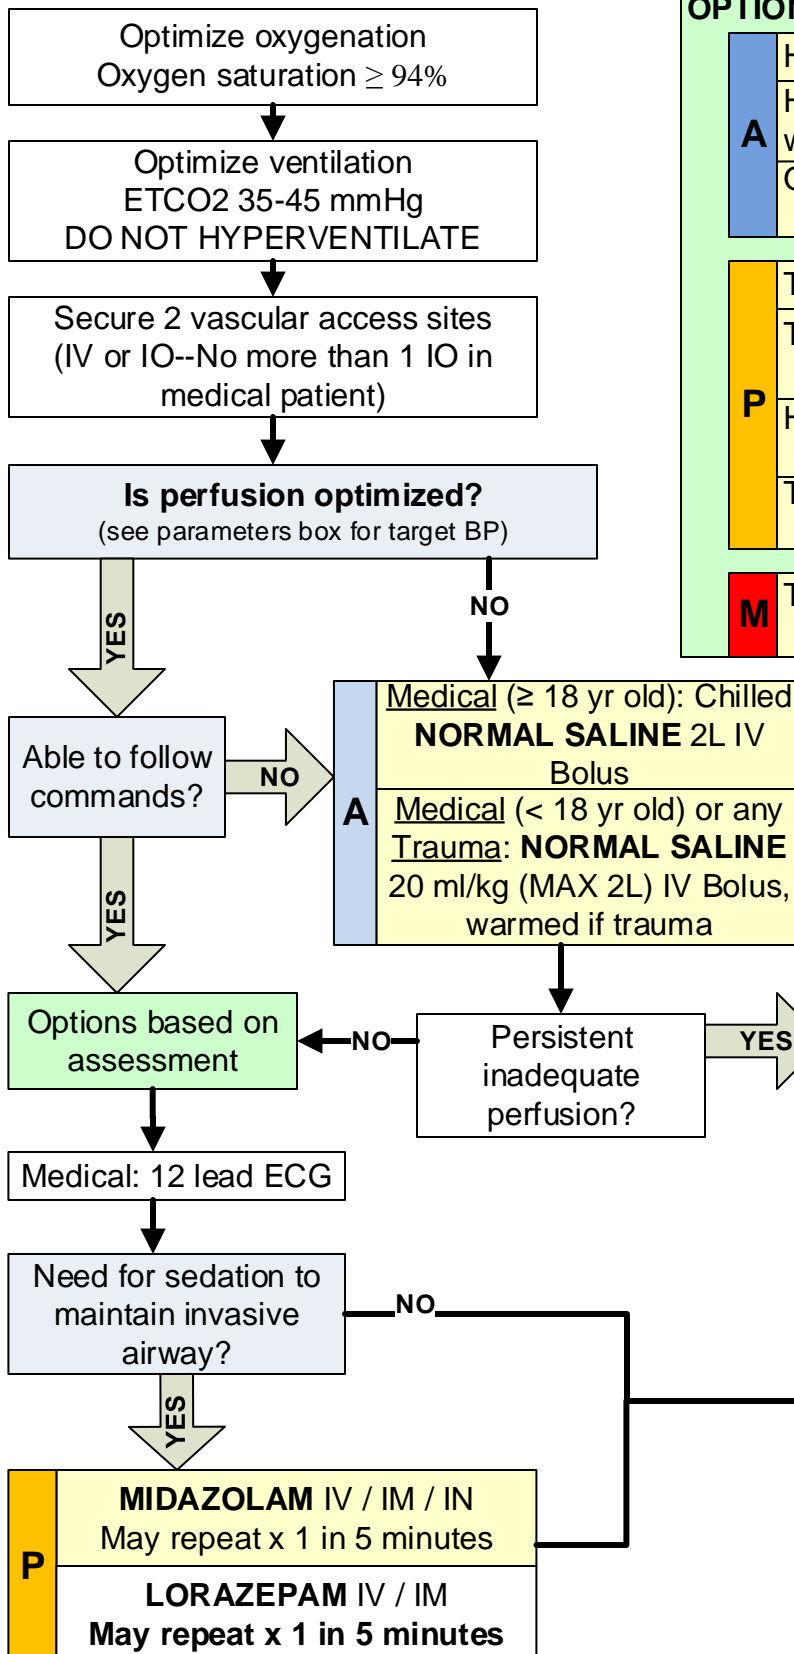 Optimize oxygenation
Oxygen saturation ≥ 94%
Optimize ventilation
ETCO2 35-45 mmHg
DO NOT HYPERVENTILATE
Secure 2 vascular access sites
(IV or IO--No more than 1 IO in
medical patient)
Is perfusion optimized?
(see parameters box for target BP)
YES
NO
Able to follow
commands?
NO
YES
A
Medical (≥ 18 yr old): Chilled
NORMAL SALINE 2L IV
Bolus
Medical (< 18 yr old) or any
Trauma: NORMAL SALINE
20 ml/kg (MAX 2L) IV Bolus,
warmed if trauma
Options based on
assessment
NO
Persistent
inadequate
perfusion?
YES
Medical: 12 lead ECG
Need for sedation to
maintain invasive
airway?
NO
YES
P
MIDAZOLAM IV / IM / IN
May repeat x 1 in 5 minutes
LORAZEPAM IV / IM
May repeat x 1 in 5 minutes
A
P
M